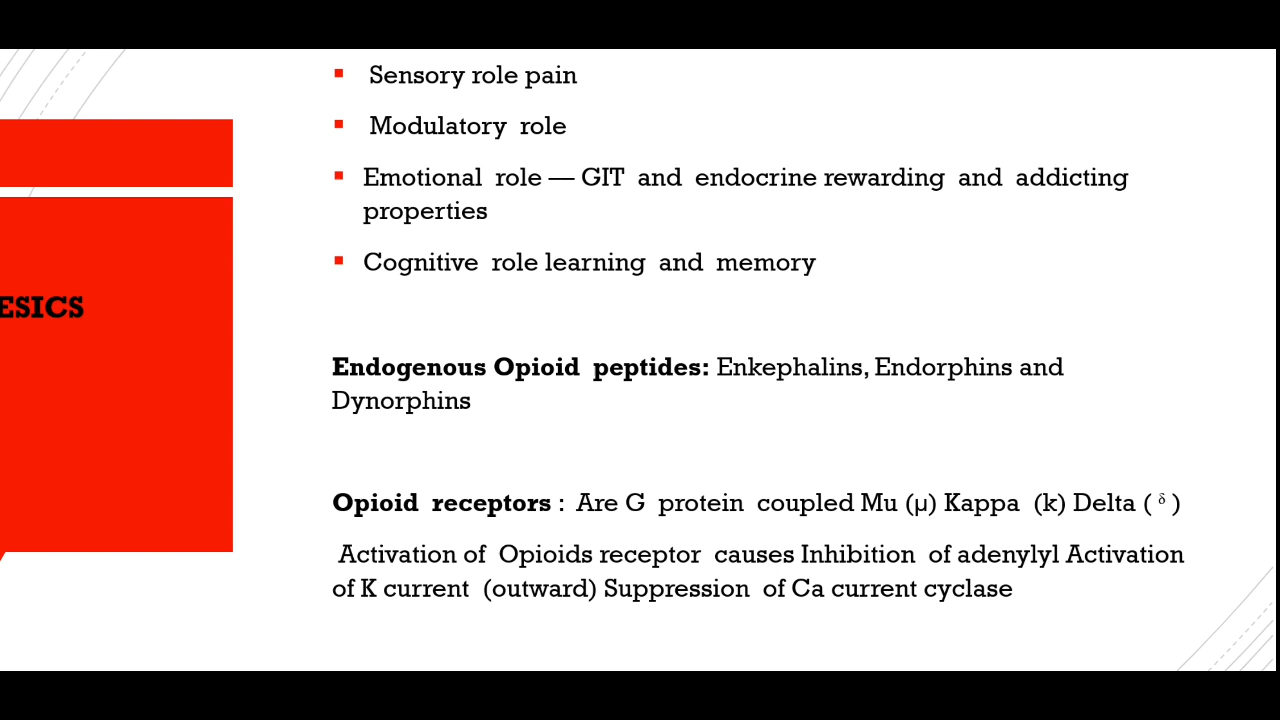 Sensory role pain
Modulatory role
Emotional role — GIT and endocrine rewarding and addicting
properties
Cognitive role learning and memory
ESICS
Endogenous Opioid peptides: Enkephalins, Endorphins and
Dynorphins
Opioid receptors : Are G protein coupled Mu (μ) Kappa (k) Delta ( δ )
Activation of Opioids receptor causes Inhibition of adenylyl Activation
of K current (outward) Suppression of Ca current cyclase